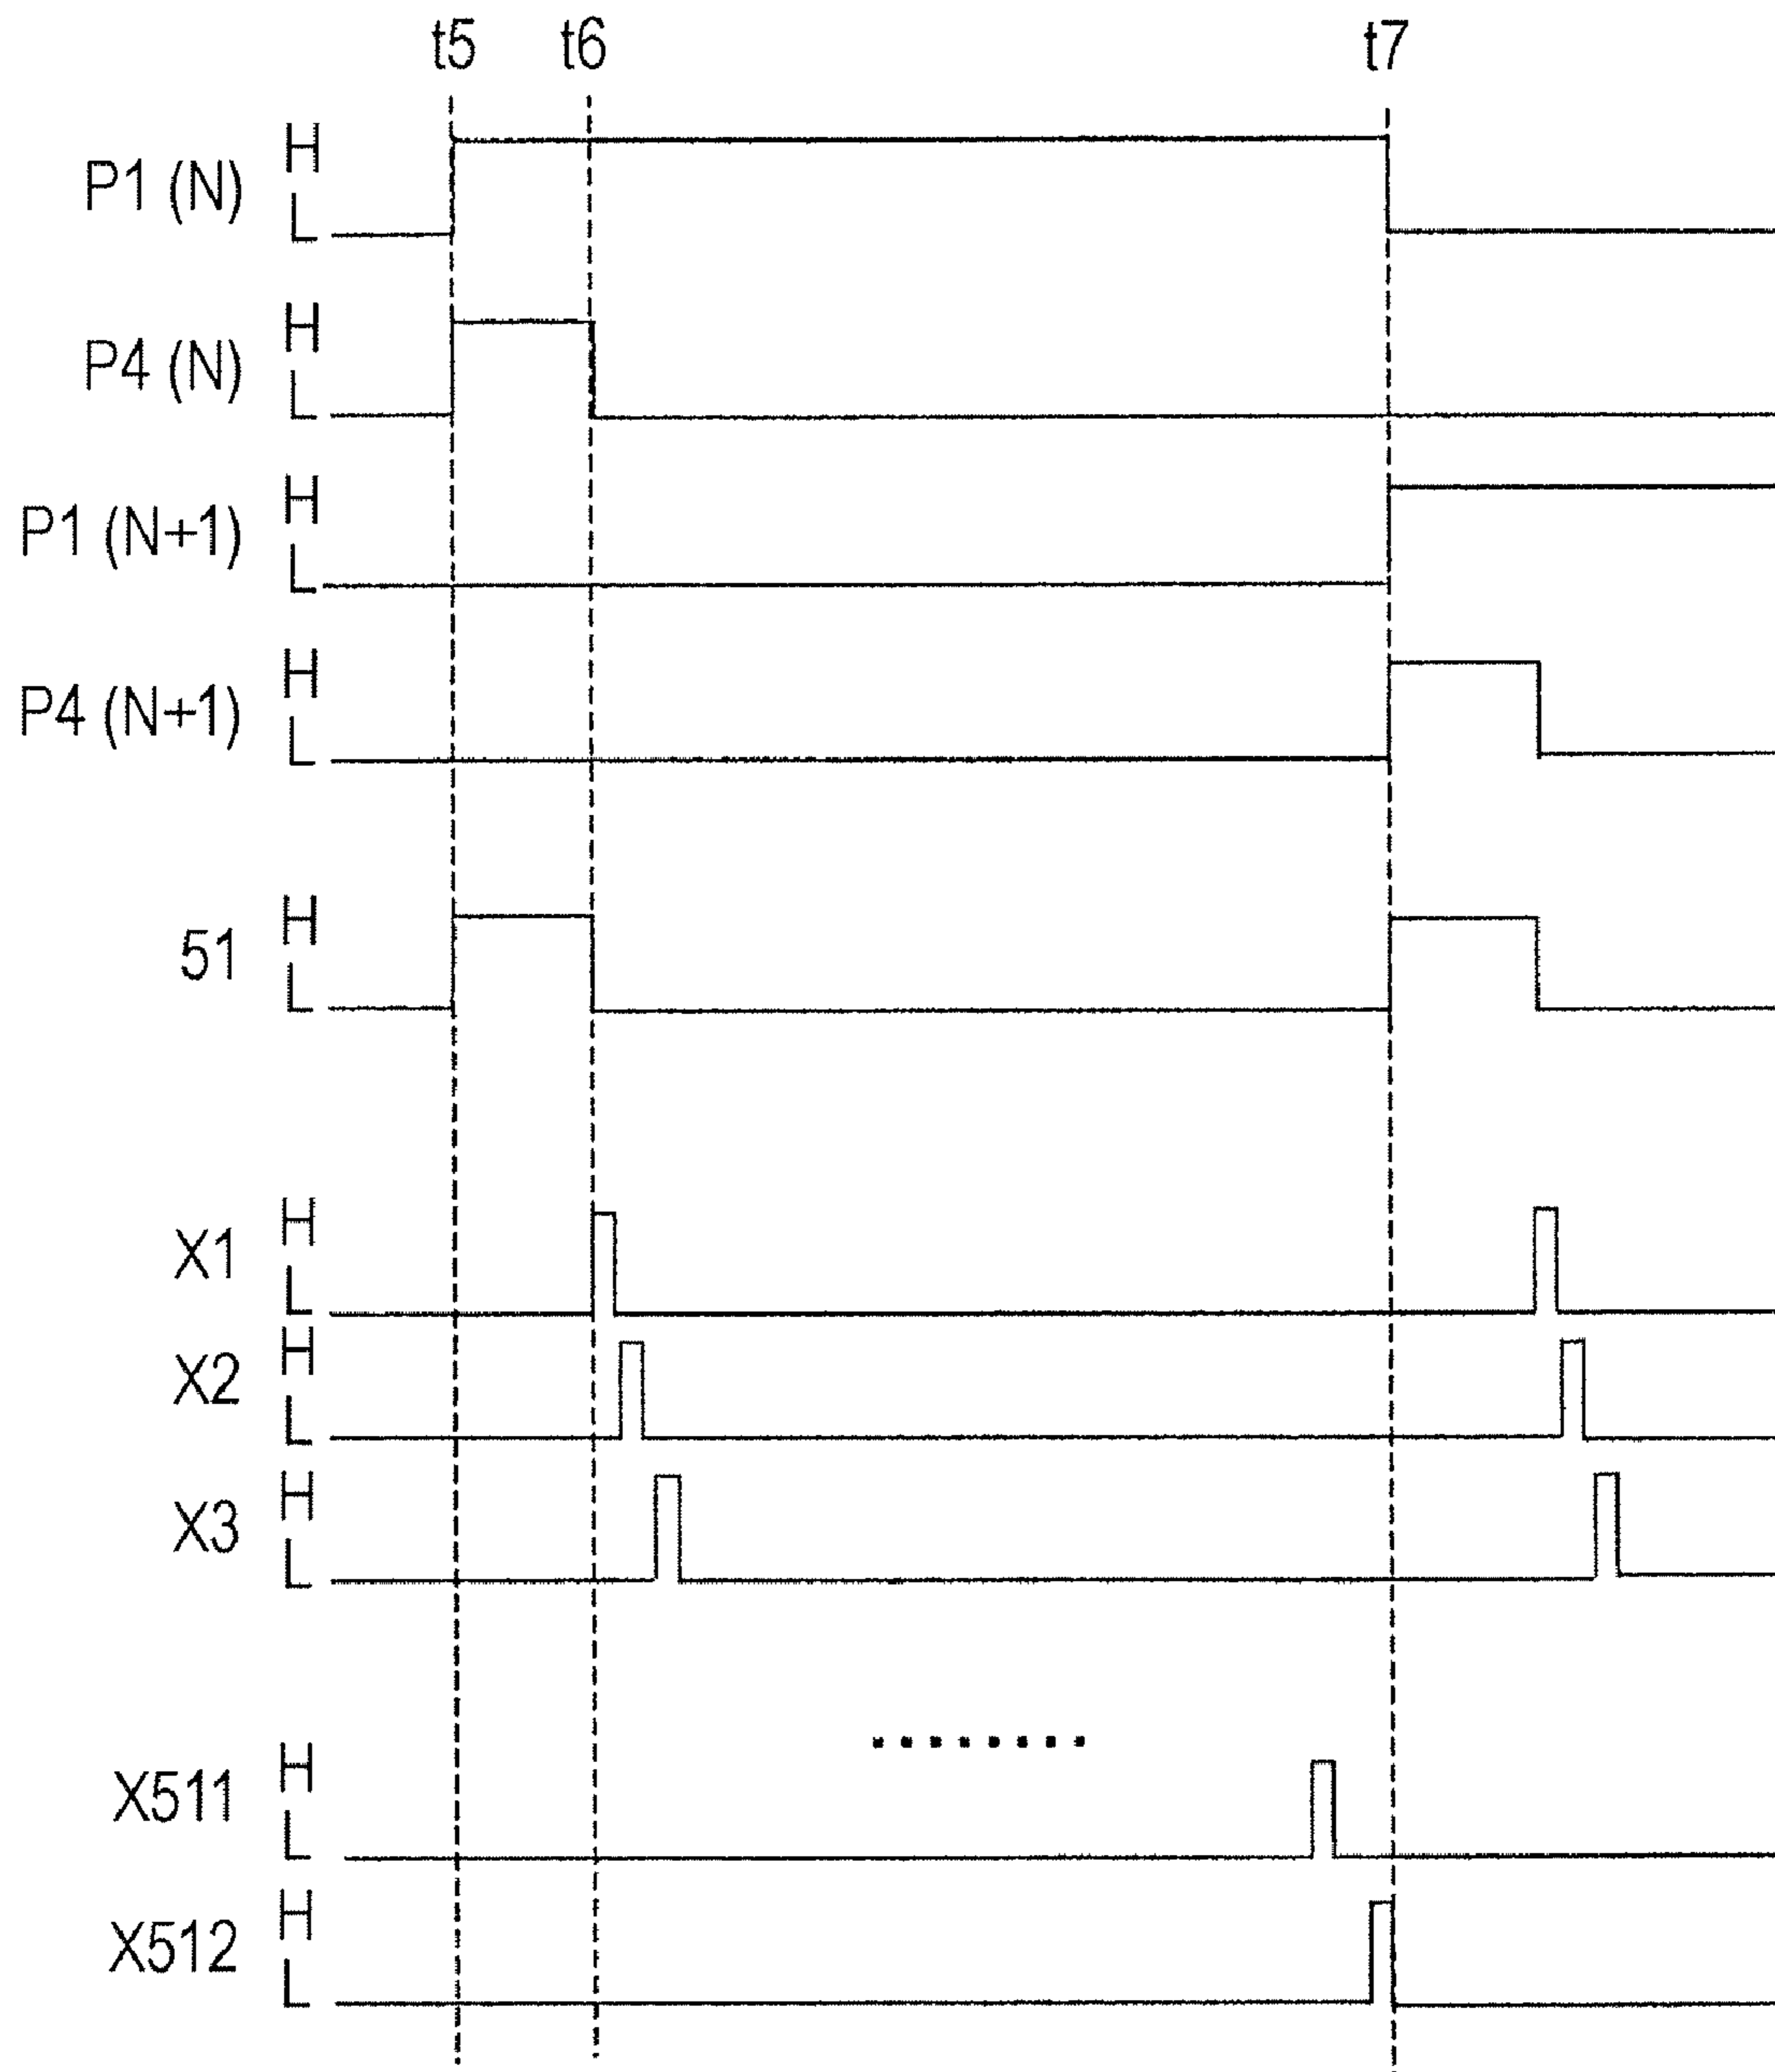 t5 t6 t7
P1 (N) H
L
P4 (N) H
L
P1 (N+1) H
L
P4 (N+1) H
L
51 H
L
X1 H
L
X2 H
L
X3 H
L
X511 H
L
X512 H
L